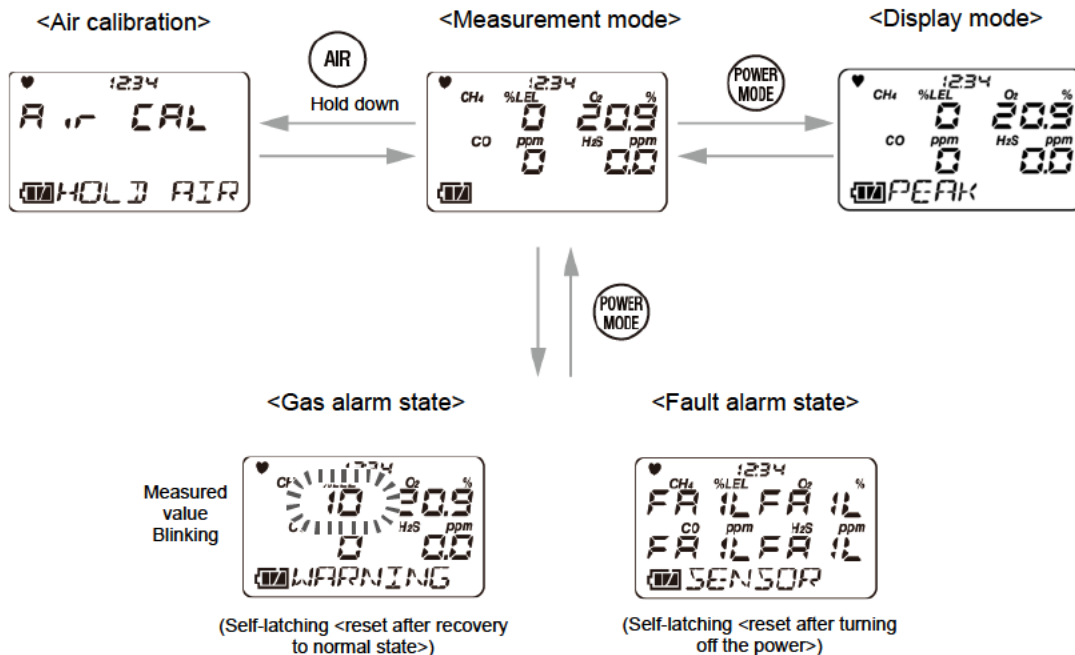 <Air calibration>
<Measurement mode>
<Display mode>
AIR
Hold down
POWER
MODE
12:34
Air CAL
HOLD AIR
12:34
CH4 %LEL O2 %
0 20.9
CO ppm H2S ppm
0 0.0
12:34
CH4 %LEL O2 %
0 20.9
CO ppm H2S ppm
0 0.0
PEAK
POWER
MODE
<Gas alarm state>
<Fault alarm state>
Measured
value
Blinking
10 20.9
H2S ppm
0 0.0
WARNING
12:34
CH4 %LEL O2 %
FAIL FAIL
CO ppm H2S ppm
FAIL FAIL
SENSOR
(Self-latching <reset after recovery
to normal state>)
(Self-latching <reset after turning
off the power>)